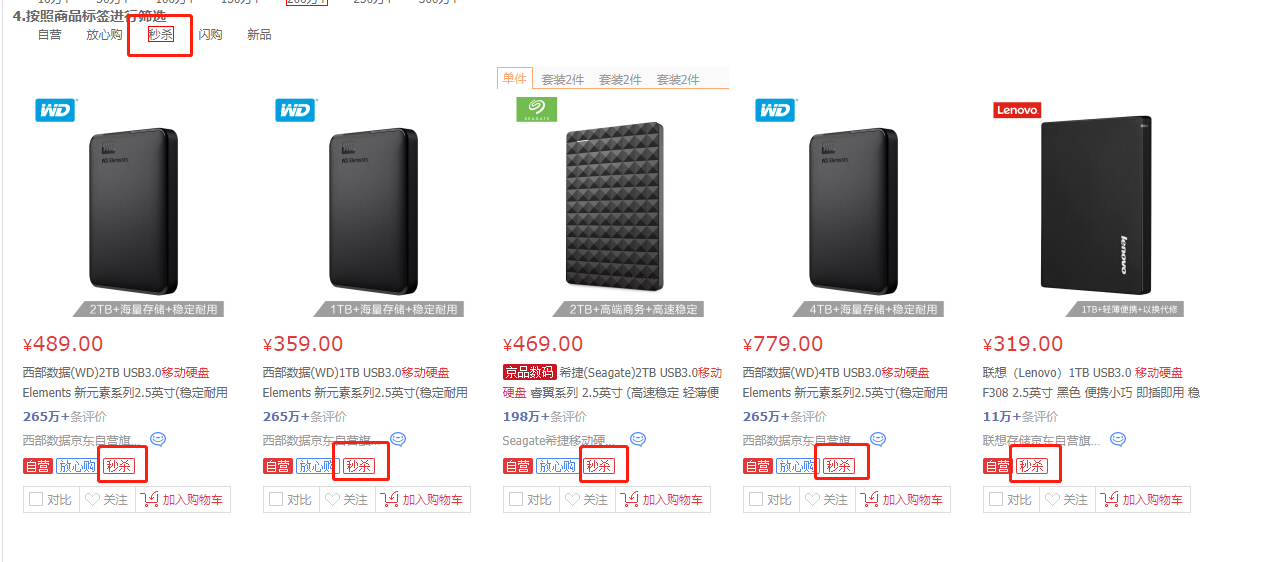 4.按照商品标签进行筛选
自营 放心购 秒杀 闪购 新品
单件 套装2件 套装2件 套装2件
WD WD SEAGATE WD Lenovo
WD Elements WD Elements WD Elements lenovo
2TB+海量存储+稳定耐用 1TB+海量存储+稳定耐用 2TB+高端商务+高速稳定 4TB+海量存储+稳定耐用 1TB+轻薄便携+以换代修
¥489.00 ¥359.00 ¥469.00 ¥779.00 ¥319.00
西部数据(WD)2TB USB3.0移动硬盘 西部数据(WD)1TB USB3.0移动硬盘 京品数码 希捷(Seagate)2TB USB3.0移动 西部数据(WD)4TB USB3.0移动硬盘 联想（Lenovo）1TB USB3.0 移动硬盘
Elements 新元素系列2.5英寸(稳定耐用 Elements 新元素系列2.5英寸(稳定耐用 硬盘 睿翼系列 2.5英寸 (高速稳定 轻薄便 Elements 新元素系列2.5英寸(稳定耐用 F308 2.5英寸 黑色 便携小巧 即插即用 稳
265万+条评价 265万+条评价 198万+条评价 265万+条评价 11万+条评价
西部数据京东自营旗... 西部数据京东自营旗... Seagate希捷移动硬... 西部数据京东自营旗... 联想存储京东自营旗...
自营 放心购 秒杀 自营 放心购 秒杀 自营 放心购 秒杀 自营 放心购 秒杀 自营 秒杀
对比 关注 加入购物车 对比 关注 加入购物车 对比 关注 加入购物车 对比 关注 加入购物车 对比 关注 加入购物车